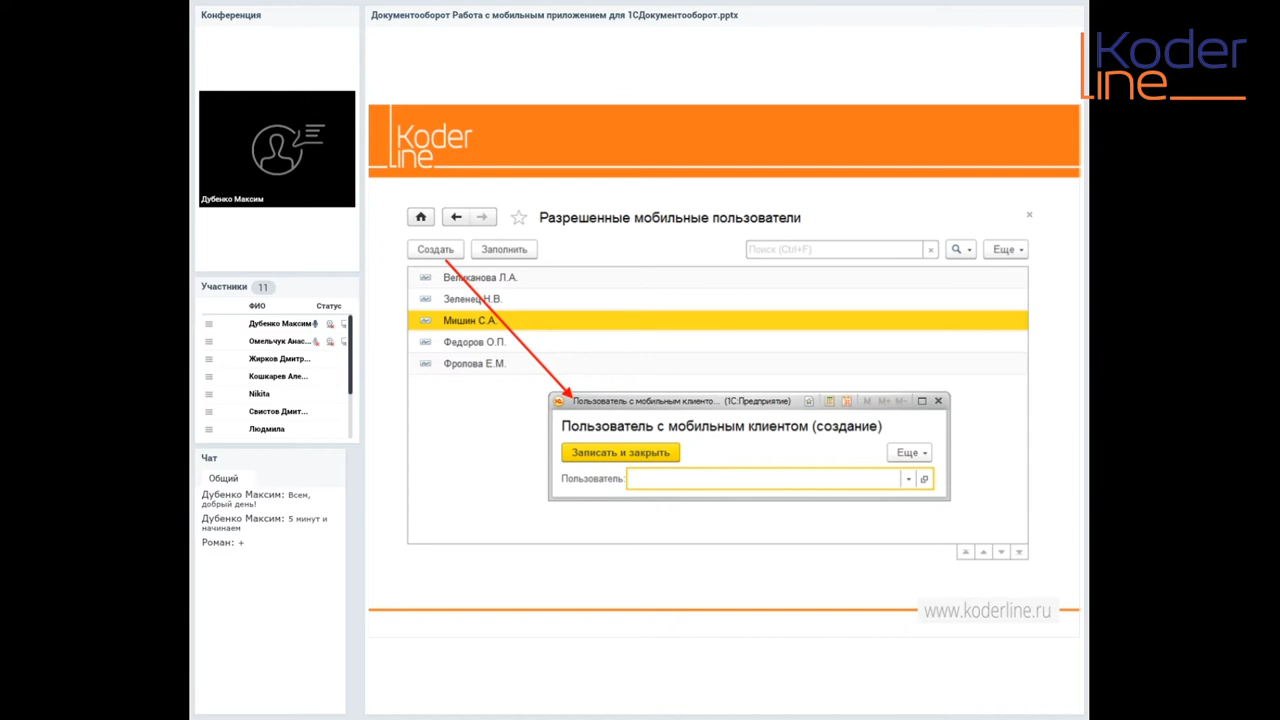 Конференция
Документооборот Работа с мобильным приложением для 1СДокументооборот.pptx
Koder
line
Дубенко Максим
Koder
line
Разрешенные мобильные пользователи
×
Создать
Заполнить
Поиск (Ctrl+F)
×
Еще
Великанова Л.А.
Зеленец Н.В.
Мишин С.А.
Федоров О.П.
Фролова Е.М.
Участники 11
ФИО Статус
Дубенко Максим
Омельчук Анас...
Жирков Дмитр...
Кошкарев Але...
Nikita
Свистов Дмит...
Людмила
Пользователь с мобильным клиенто... (1С:Предприятие)
M M+ M-
Пользователь с мобильным клиентом (создание)
Записать и закрыть
Еще
Пользователь:
Чат
Общий
Дубенко Максим: Всем,
добрый день!
Дубенко Максим: 5 минут и
начинаем
Роман: +
www.koderline.ru